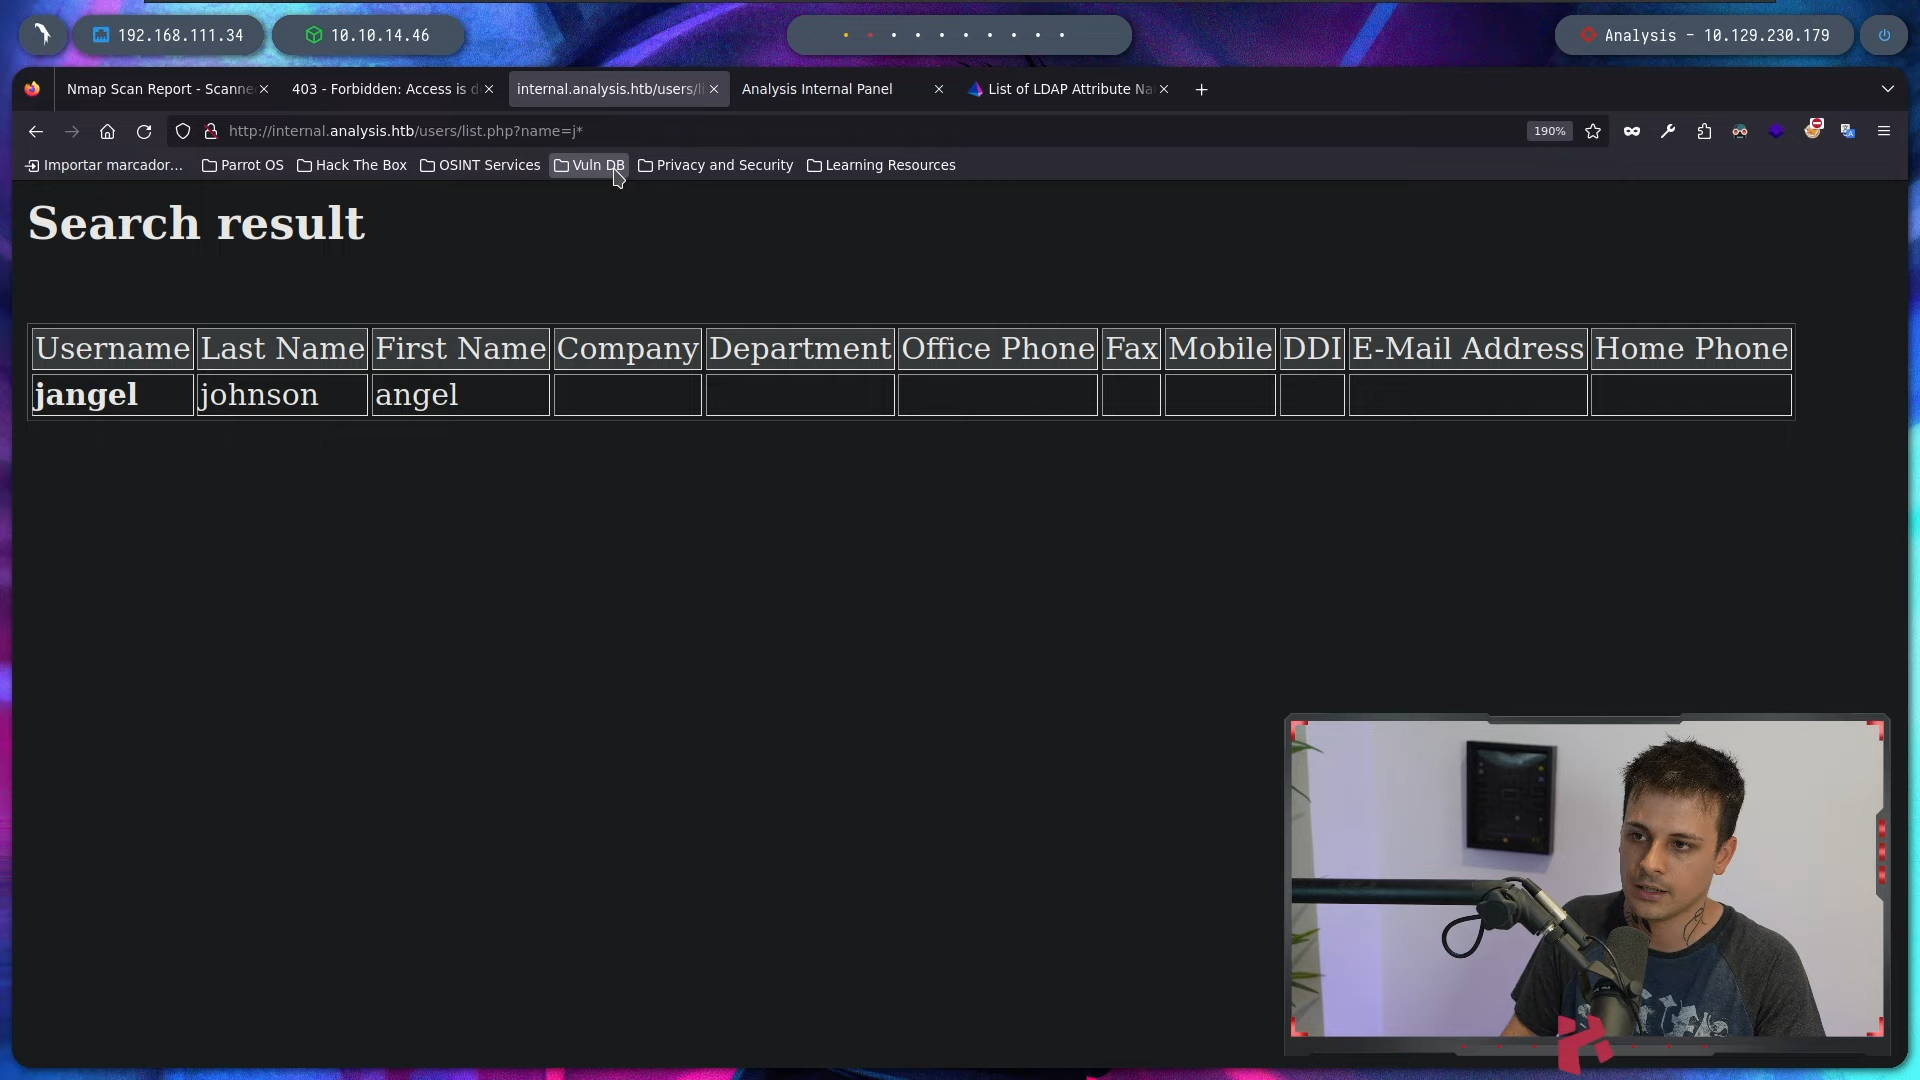 192.168.111.34
10.10.14.46
Analysis - 10.129.230.179
Nmap Scan Report - Scanne
403 - Forbidden: Access is d
internal.analysis.htb/users/li
Analysis Internal Panel
List of LDAP Attribute Na
http://internal.analysis.htb/users/list.php?name=j*
190%
Importar marcador...
Parrot OS
Hack The Box
OSINT Services
Vuln DB
Privacy and Security
Learning Resources
Search result
Username Last Name First Name Company Department Office Phone Fax Mobile DDI E-Mail Address Home Phone
jangel johnson angel